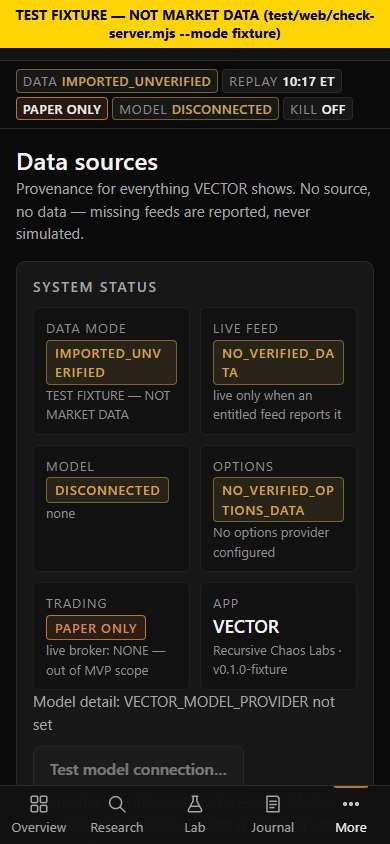 TEST FIXTURE — NOT MARKET DATA (test/web/check-
server.mjs --mode fixture)
DATA IMPORTED_UNVERIFIED REPLAY 10:17 ET
PAPER ONLY MODEL DISCONNECTED KILL OFF
Data sources
Provenance for everything VECTOR shows. No source,
no data — missing feeds are reported, never
simulated.
SYSTEM STATUS
DATA MODE
IMPORTED_UNV
ERIFIED
TEST FIXTURE — NOT
MARKET DATA
LIVE FEED
NO_VERIFIED_DA
TA
live only when an
entitled feed reports it
MODEL
DISCONNECTED
none
OPTIONS
NO_VERIFIED_OP
TIONS_DATA
No options provider
configured
TRADING
PAPER ONLY
live broker: NONE —
out of MVP scope
APP
VECTOR
Recursive Chaos Labs ·
v0.1.0-fixture
Model detail: VECTOR_MODEL_PROVIDER not
set
Test model connection...
Overview Research Lab Journal More